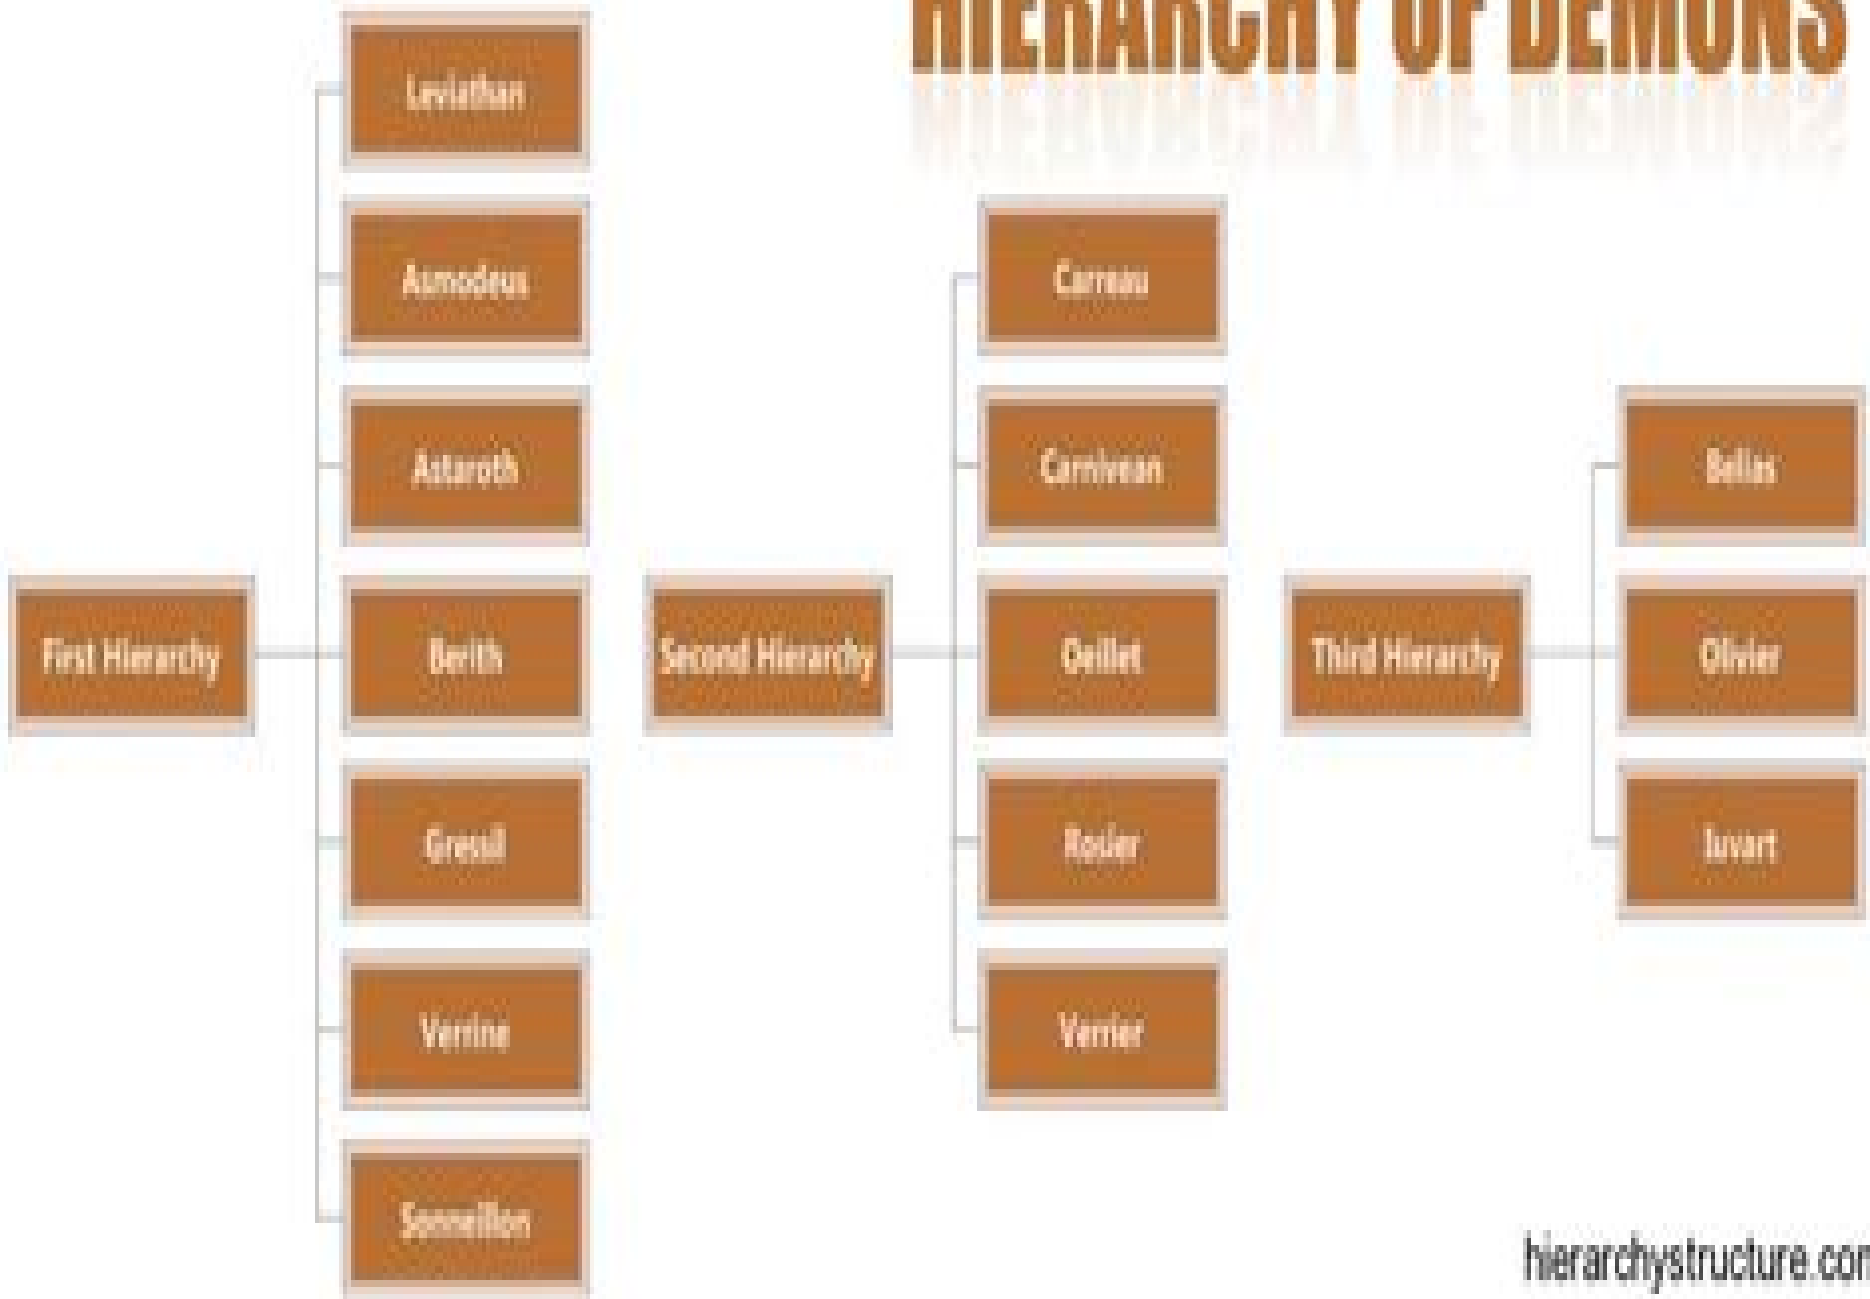 HIERARCHY OF DEMONS
First Hierarchy
Leviathan
Asmodeus
Astaroth
Berith
Gressil
Verrine
Sonneillon
Second Hierarchy
Carreau
Carnivean
Oeillet
Rosier
Verrier
Third Hierarchy
Belias
Olivier
Iuvart
hierarchystructure.com